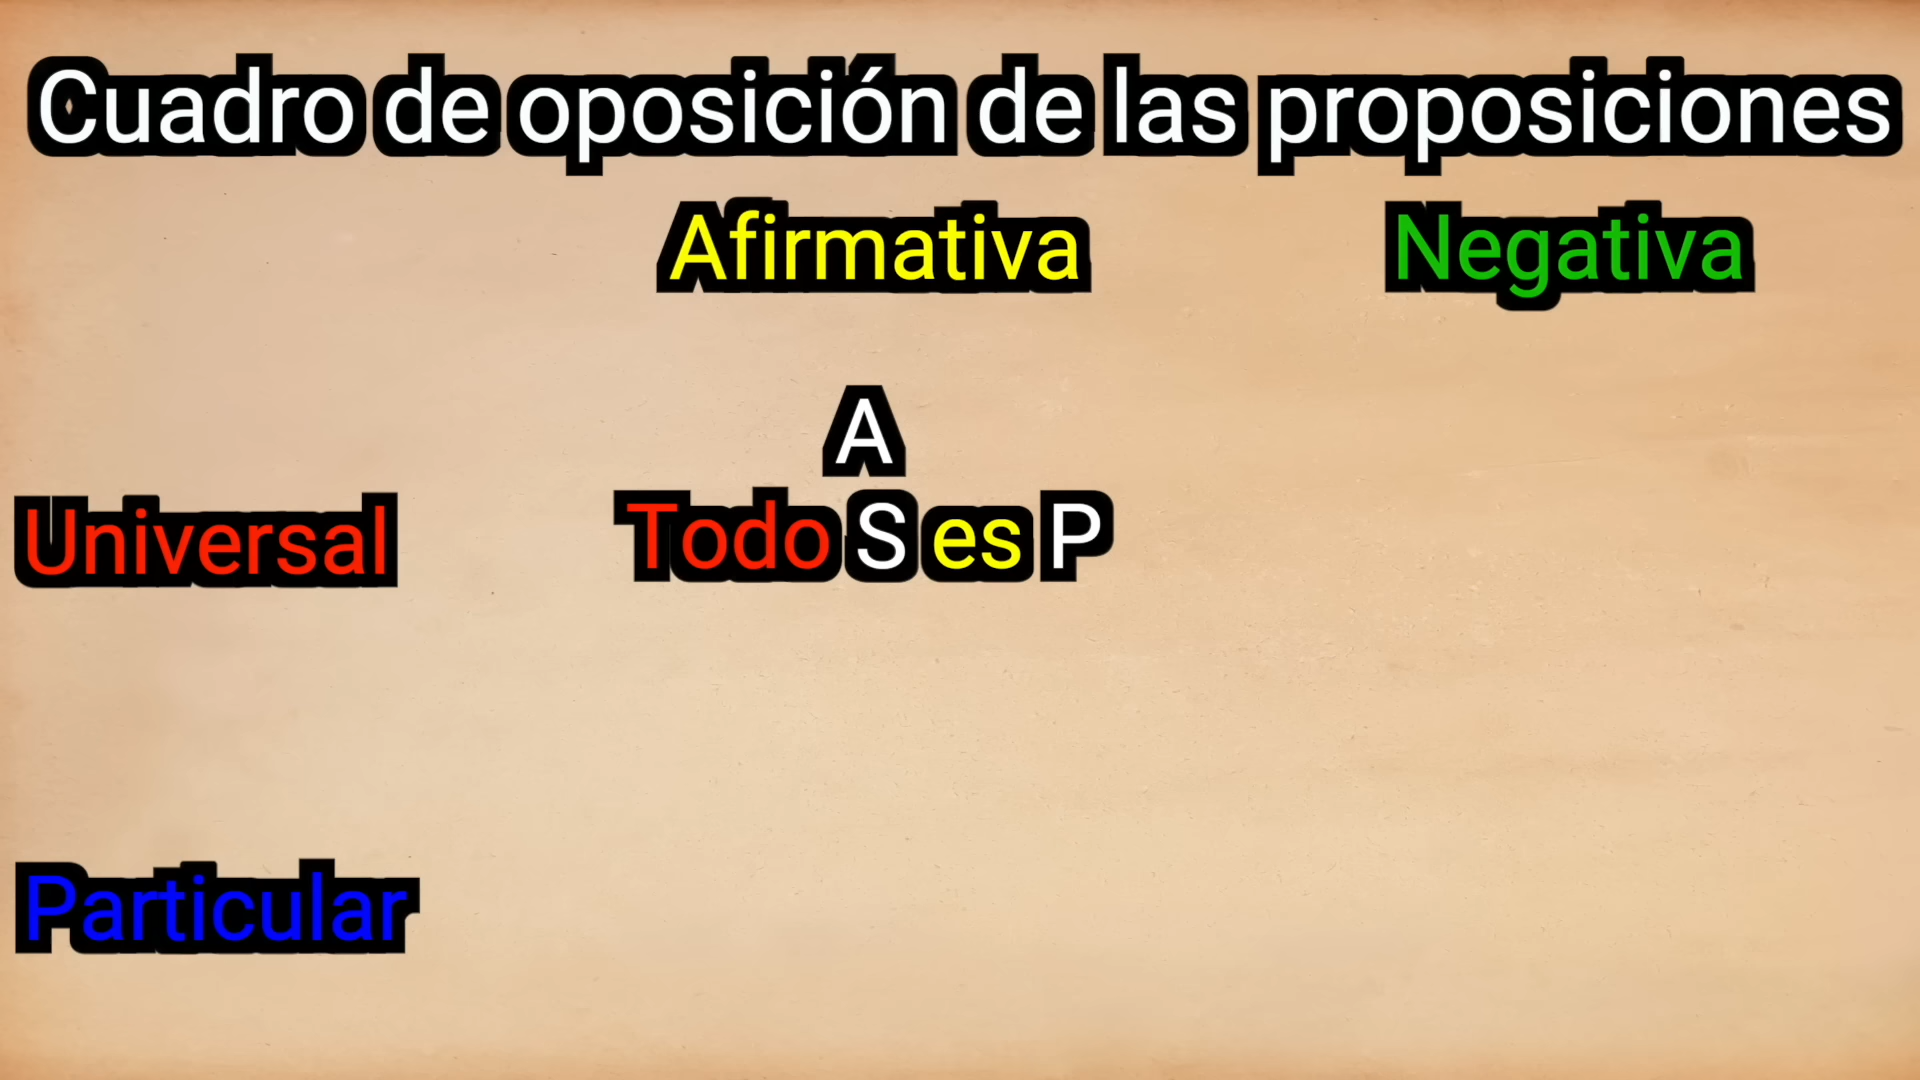 Cuadro de oposición de las proposiciones
Afirmativa Negativa
A
Universal Todo S es P
Particular